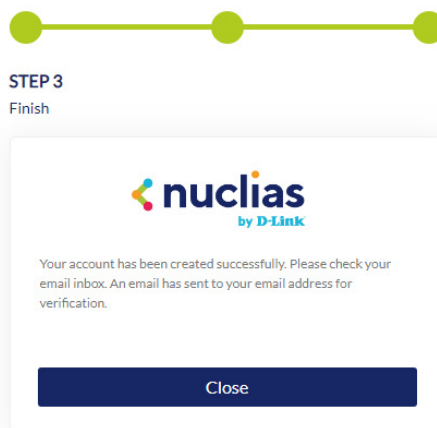 STEP 3
Finish
nuclias
by D-Link
Your account has been created successfully. Please check your
email inbox. An email has sent to your email address for
verification.
Close